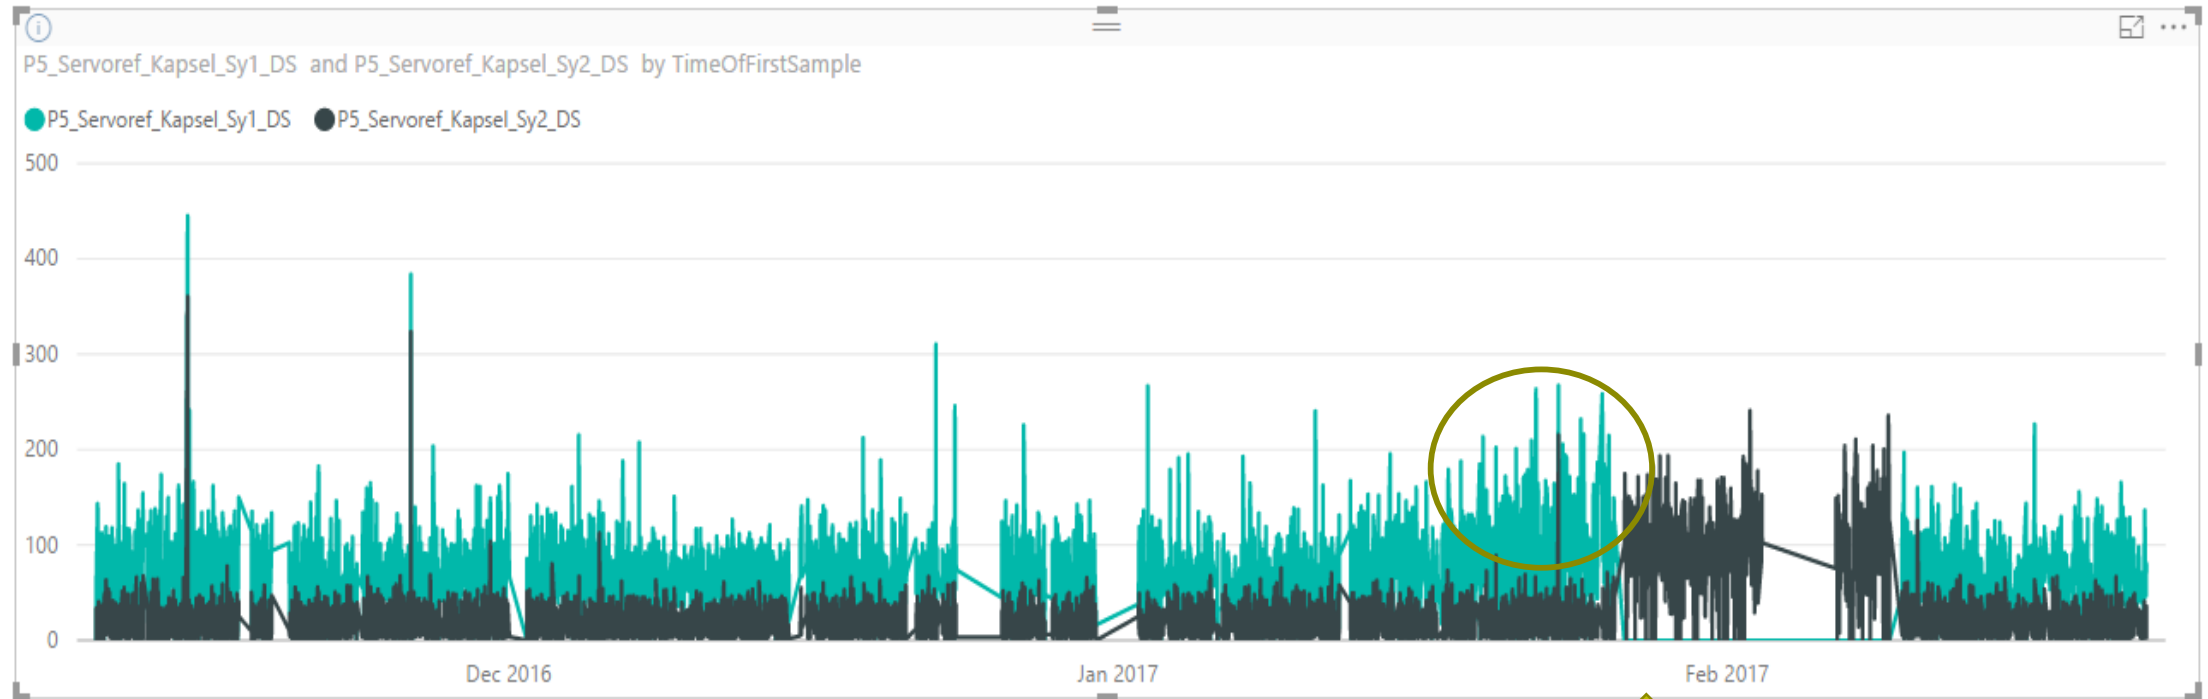 P5_Servoref_Kapsel_Sy1_DS and P5_Servoref_Kapsel_Sy2_DS by TimeOfFirstSample
P5_Servoref_Kapsel_Sy1_DS P5_Servoref_Kapsel_Sy2_DS
500
400
300
200
100
0
Dec 2016 Jan 2017 Feb 2017